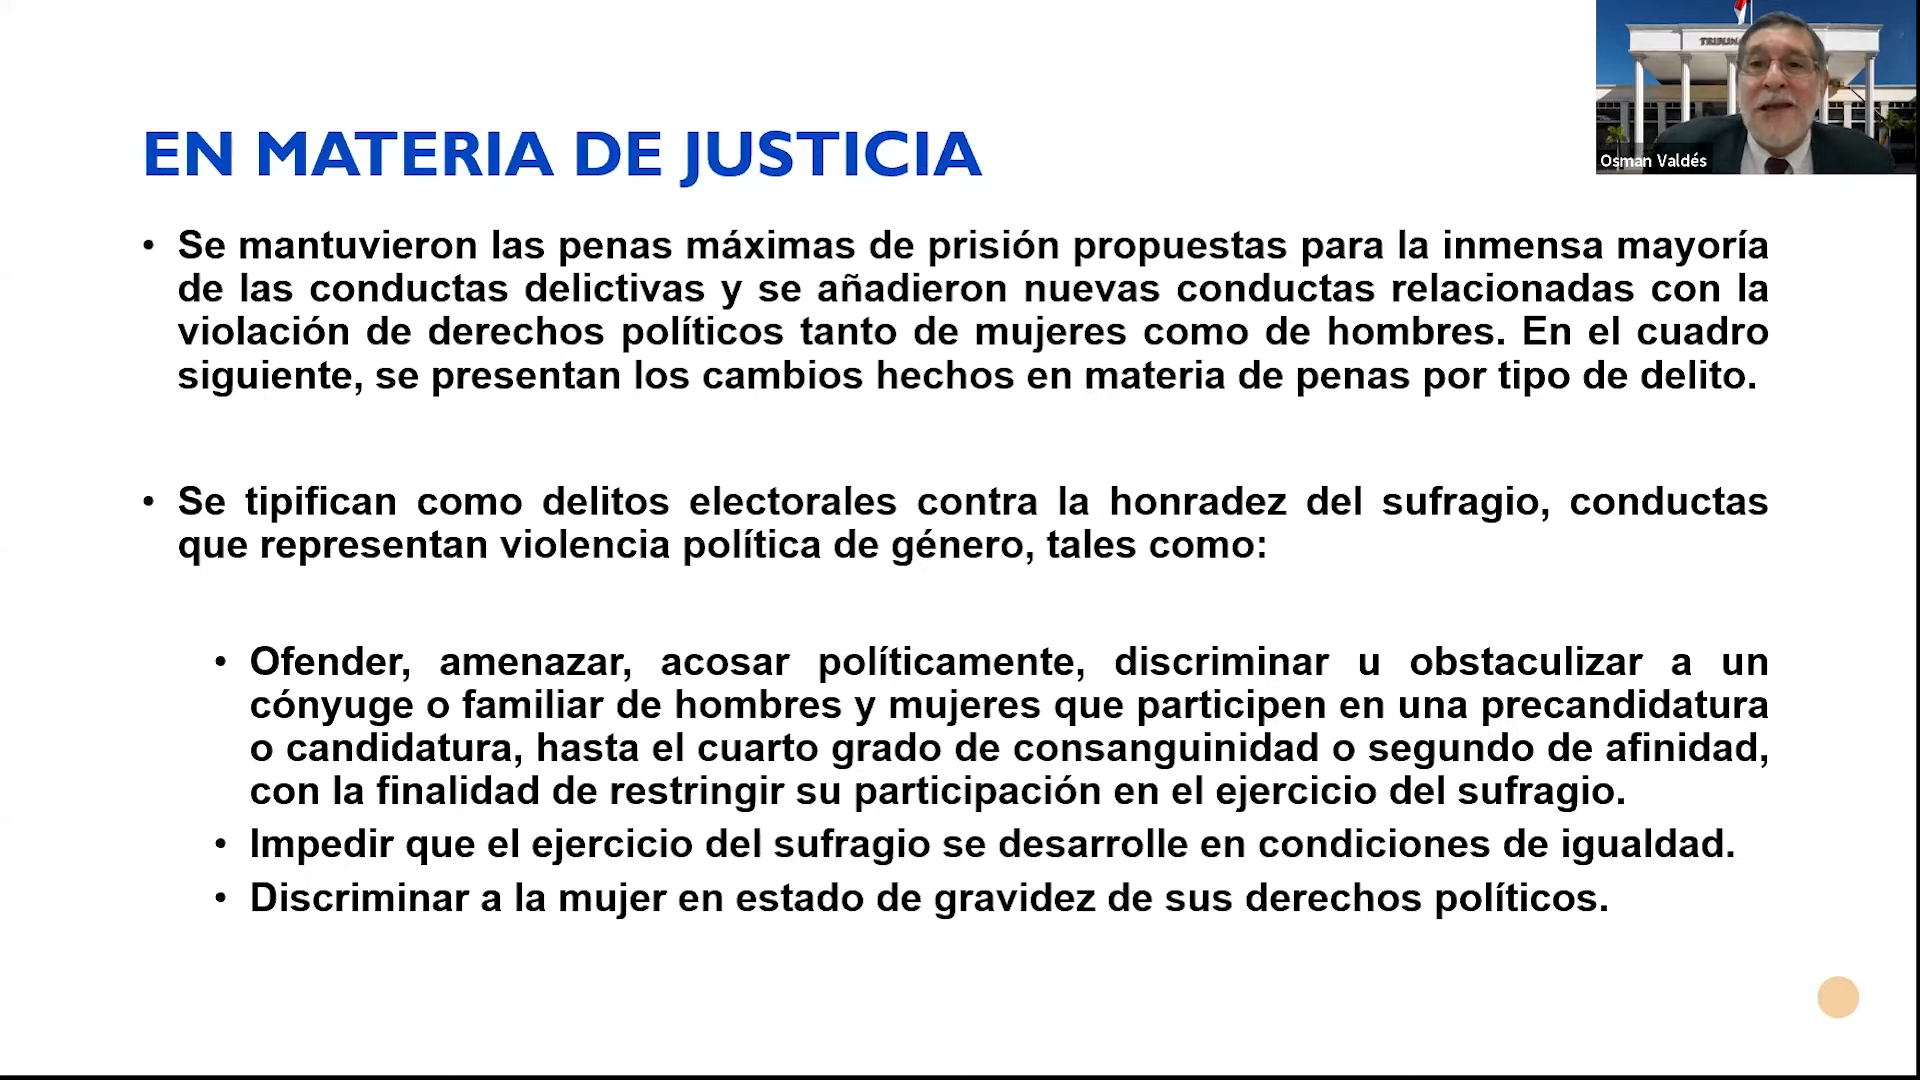 TRIBUN
Osman Valdés
EN MATERIA DE JUSTICIA
• Se mantuvieron las penas máximas de prisión propuestas para la inmensa mayoría
de las conductas delictivas y se añadieron nuevas conductas relacionadas con la
violación de derechos políticos tanto de mujeres como de hombres. En el cuadro
siguiente, se presentan los cambios hechos en materia de penas por tipo de delito.
• Se tipifican como delitos electorales contra la honradez del sufragio, conductas
que representan violencia política de género, tales como:
• Ofender, amenazar, acosar políticamente, discriminar u obstaculizar a un
cónyuge o familiar de hombres y mujeres que participen en una precandidatura
o candidatura, hasta el cuarto grado de consanguinidad o segundo de afinidad,
con la finalidad de restringir su participación en el ejercicio del sufragio.
• Impedir que el ejercicio del sufragio se desarrolle en condiciones de igualdad.
• Discriminar a la mujer en estado de gravidez de sus derechos políticos.